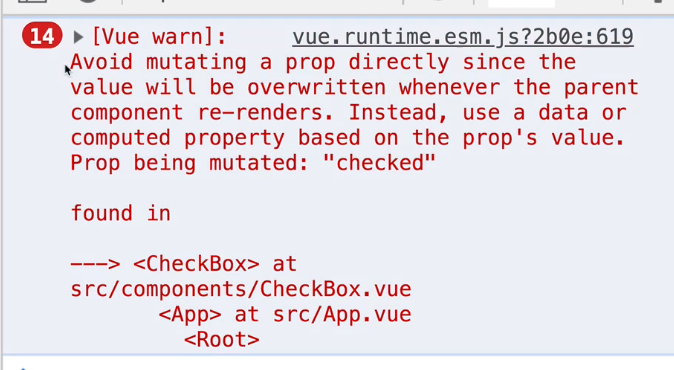 14 ▶ [Vue warn]: vue.runtime.esm.js?2b0e:619
Avoid mutating a prop directly since the
value will be overwritten whenever the parent
component re-renders. Instead, use a data or
computed property based on the prop's value.
Prop being mutated: "checked"
found in
---> <CheckBox> at
src/components/CheckBox.vue
<App> at src/App.vue
<Root>